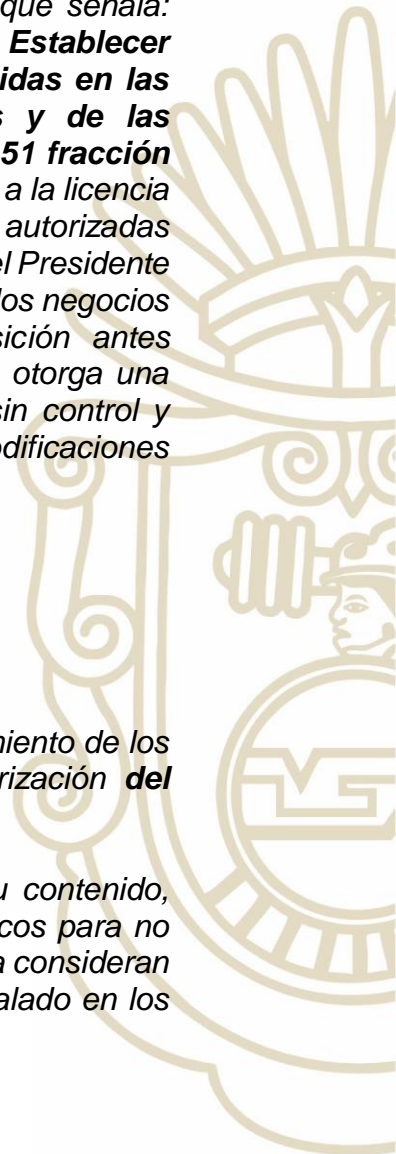 que señala:
Establecer
idas en las
s y de las
51 fracción
a la licencia
autorizadas
el Presidente
los negocios
sición antes
otorga una
sin control y
odificaciones
miento de los
rización del
u contenido,
icos para no
a consideran
alado en los